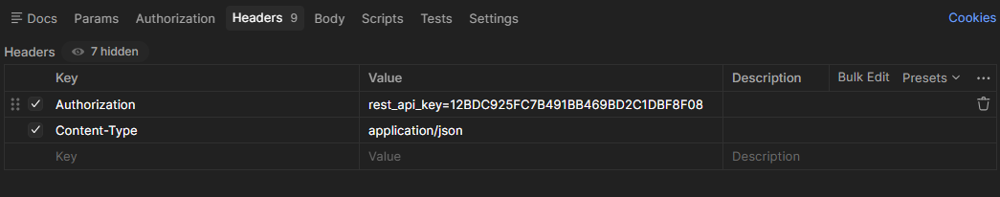 Docs Params Authorization Headers 9 Body Scripts Tests Settings Cookies
Headers 7 hidden
Key Value Description Bulk Edit Presets
Authorization rest_api_key=12BDC925FC7B491BB469BD2C1DBF8F08
Content-Type application/json
Key Value Description